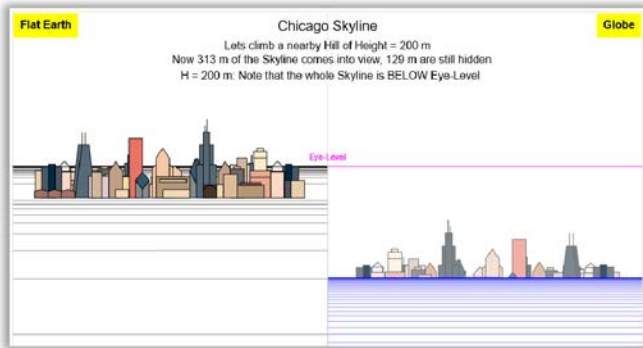 Flat Earth
Chicago Skyline
Globe
Lets climb a nearby Hill of Height = 200 m
Now 313 m of the Skyline comes into view, 129 m are still hidden
H = 200 m: Note that the whole Skyline is BELOW Eye-Level
Eye-Level